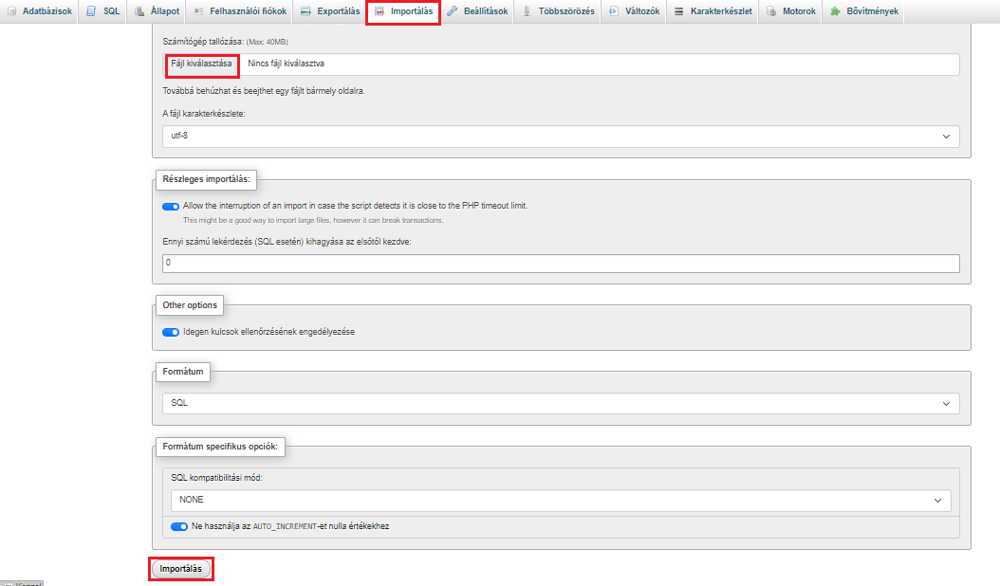 Adatbázisok SQL Állapot Felhasználói fiókok Exportálás Importálás Beállítások Többszörözés Változók Karakterkészlet Motorok Bővítmények
Számítógép tallózása: (Max: 40MB)
Fájl kiválasztása Nincs fájl kiválasztva
Továbbá behúzhat és beejthet egy fájlt bármely oldalra.
A fájl karakterkészlete:
utf-8
Részleges importálás:
Allow the interruption of an import in case the script detects it is close to the PHP timeout limit.
This might be a good way to import large files, however it can break transactions.
Ennyi számú lekérdezés (SQL esetén) kihagyása az elsőtől kezdve:
0
Other options
Idegen kulcsok ellenőrzésének engedélyezése
Formátum
SQL
Formátum specifikus opciók:
SQL kompatibilitási mód:
NONE
Ne használja az AUTO_INCREMENT-et nulla értékekhez
Importálás